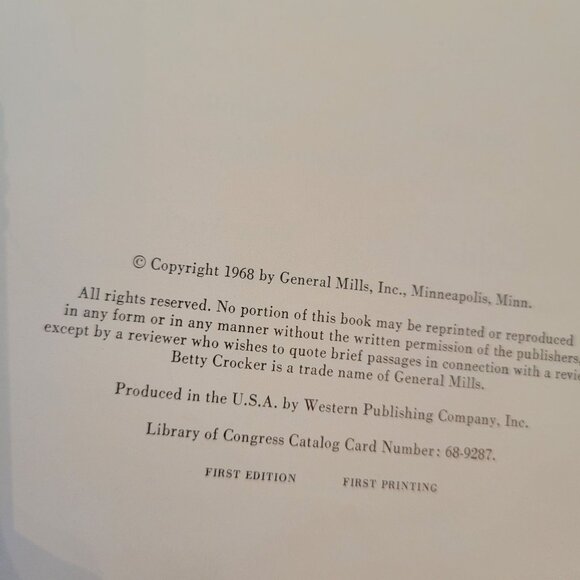 © Copyright 1968 by General Mills, Inc., Minneapolis, Minn.
All rights reserved. No portion of this book may be reprinted or reproduced
in any form or in any manner without the written permission of the publishers,
except by a reviewer who wishes to quote brief passages in connection with a
Betty Crocker is a trade name of General Mills.
Produced in the U.S.A. by Western Publishing Company, Inc.
Library of Congress Catalog Card Number: 68-9287.
FIRST EDITION FIRST PRINTING